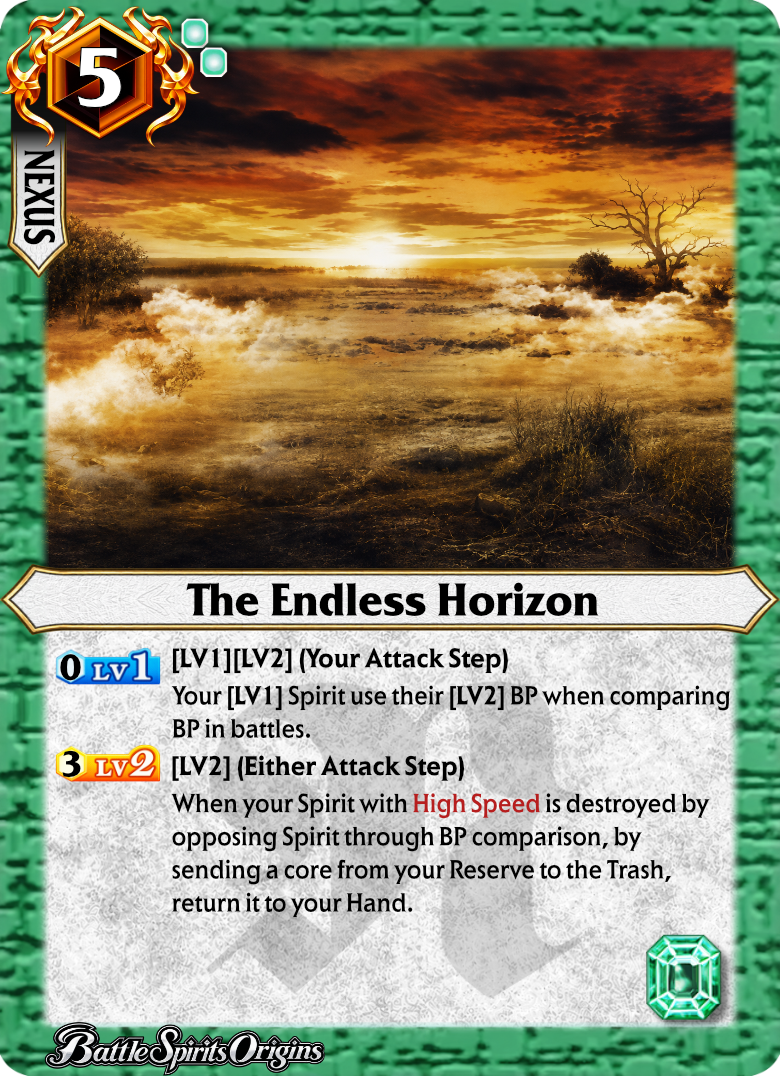 5
NEXUS
The Endless Horizon
0 LV1 [LV1][LV2] (Your Attack Step)
Your [LV1] Spirit use their [LV2] BP when comparing
BP in battles.
3 LV2 [LV2] (Either Attack Step)
When your Spirit with High Speed is destroyed by
opposing Spirit through BP comparison, by
sending a core from your Reserve to the Trash,
return it to your Hand.
Battle Spirits Origins